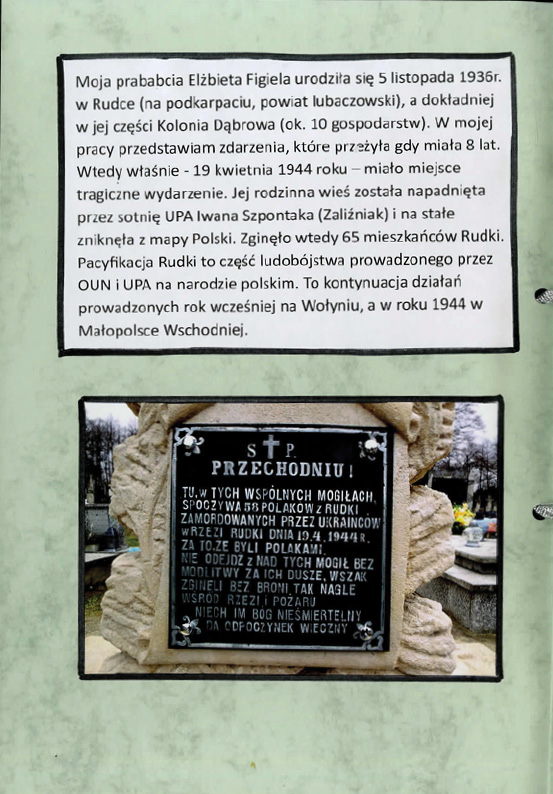 Moja prababcia Elżbieta Figiela urodziła się 5 listopada 1936r.
w Rudce (na podkarpaciu, powiat lubaczowski), a dokładniej
w jej części Kolonia Dąbrowa (ok. 10 gospodarstw). W mojej
pracy przedstawiam zdarzenia, które przeżyła gdy miała 8 lat.
Wtedy właśnie - 19 kwietnia 1944 roku – miało miejsce
tragiczne wydarzenie. Jej rodzinna wieś została napadnięta
przez sotnię UPA Iwana Szpontaka (Zaliźniak) i na stałe
zniknęła z mapy Polski. Zginęło wtedy 65 mieszkańców Rudki.
Pacyfikacja Rudki to część ludobójstwa prowadzonego przez
OUN i UPA na narodzie polskim. To kontynuacja działań
prowadzonych rok wcześniej na Wołyniu, a w roku 1944 w
Małopolsce Wschodniej.
S P.
PRZECHODNIU!
TU, W TYCH WSPÓLNYCH MOGIŁACH,
SPOCZYWA 58 POLAKÓW Z RUDKI
ZAMORDOWANYCH PRZEZ UKRAIŃCÓW
W RZEZI RUDKI DNIA 19.4.1944 R.
ZA TO, ŻE BYLI POLAKAMI.
NIE ODEJDŹ Z NAD TYCH MOGIŁ BEZ
MODLITWY ZA ICH DUSZE, WSZAK
ZGINĘLI BEZ BRONI, TAK NAGLE
WŚRÓD RZEZI I POŻARU
NIECH IM BÓG NIEŚMIERTELNY
DA ODPOCZYNEK WIECZNY